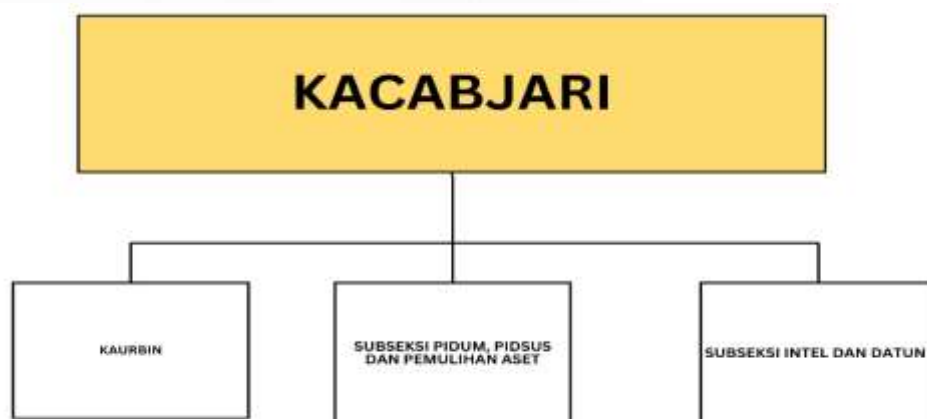 KACABJARI
KAURBIN
SUBSEKSI PIDUM, PIDSUS
DAN PEMULIHAN ASET
SUBSEKSI INTEL DAN DATUN